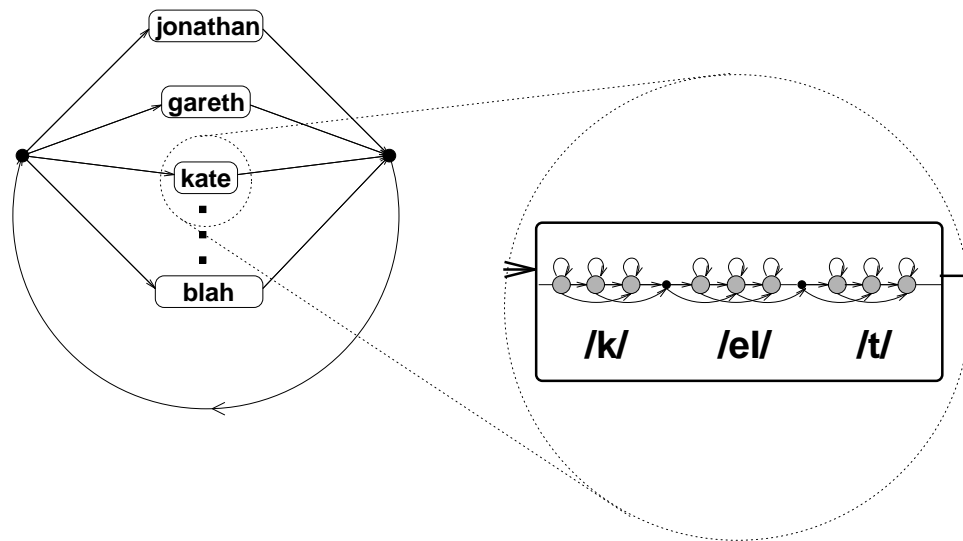 jonathan
gareth
kate
blah
/k/ /eI/ /t/